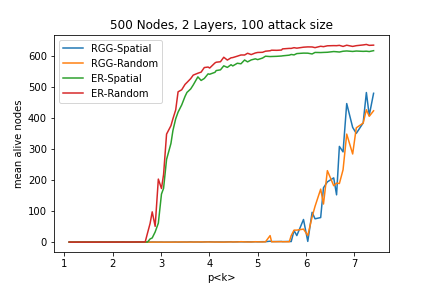 500 Nodes, 2 Layers, 100 attack size
RGG-Spatial
RGG-Random
ER-Spatial
ER-Random
mean alive nodes
600
500
400
300
200
100
0
1 2 3 4 5 6 7
p<k>